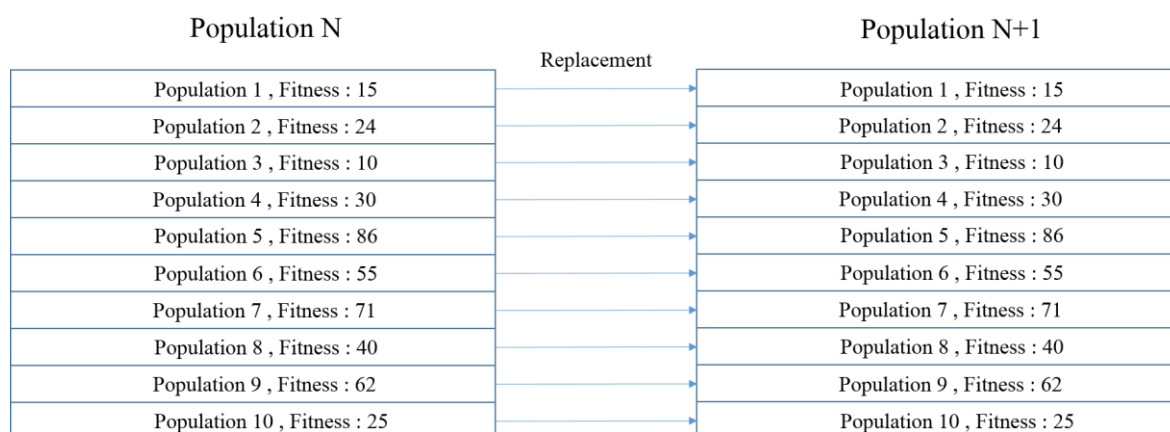 Population N
Population N+1
Replacement
Population 1 , Fitness : 15
Population 2 , Fitness : 24
Population 3 , Fitness : 10
Population 4 , Fitness : 30
Population 5 , Fitness : 86
Population 6 , Fitness : 55
Population 7 , Fitness : 71
Population 8 , Fitness : 40
Population 9 , Fitness : 62
Population 10 , Fitness : 25
Population 1 , Fitness : 15
Population 2 , Fitness : 24
Population 3 , Fitness : 10
Population 4 , Fitness : 30
Population 5 , Fitness : 86
Population 6 , Fitness : 55
Population 7 , Fitness : 71
Population 8 , Fitness : 40
Population 9 , Fitness : 62
Population 10 , Fitness : 25